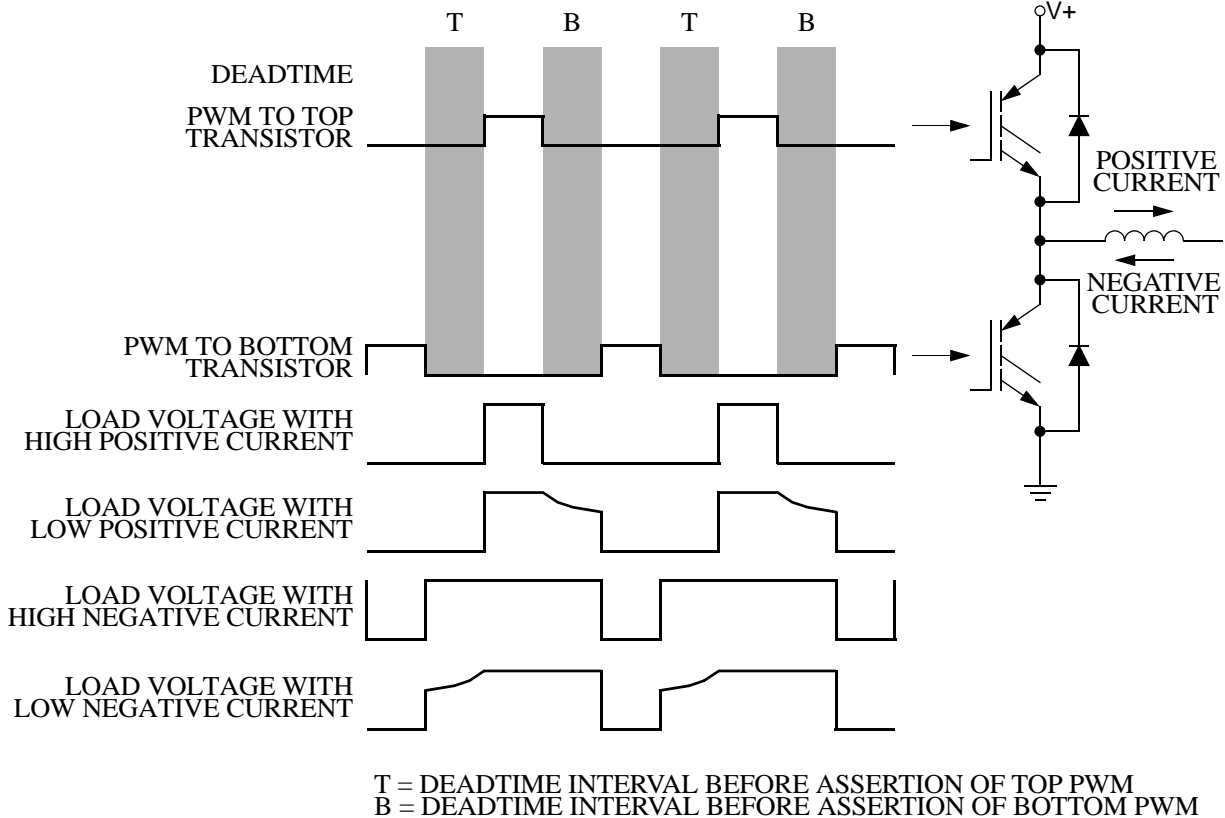 T B T B
V+
DEADTIME
PWM TO TOP
TRANSISTOR
POSITIVE
CURRENT
NEGATIVE
CURRENT
PWM TO BOTTOM
TRANSISTOR
LOAD VOLTAGE WITH
HIGH POSITIVE CURRENT
LOAD VOLTAGE WITH
LOW POSITIVE CURRENT
LOAD VOLTAGE WITH
HIGH NEGATIVE CURRENT
LOAD VOLTAGE WITH
LOW NEGATIVE CURRENT
T = DEADTIME INTERVAL BEFORE ASSERTION OF TOP PWM
B = DEADTIME INTERVAL BEFORE ASSERTION OF BOTTOM PWM